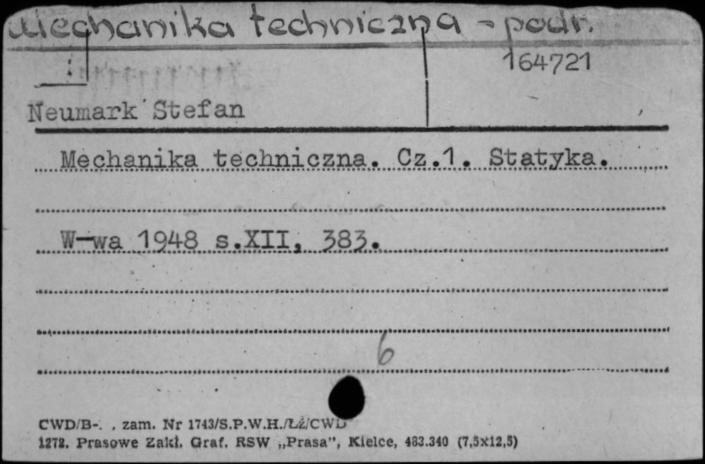 Mechanika techniczna - podr.
164721
Neumark Stefan
Mechanika techniczna. Cz.1. Statyka.
W-wa 1948 s.XII, 383.
6
CWD/B-. . zam. Nr 1743/S.P.W.H./ŁŻ/CWD
1272. Prasowe Zakł. Graf. RSW „Prasa”, Kielce, 483.340 (7,5x12,5)